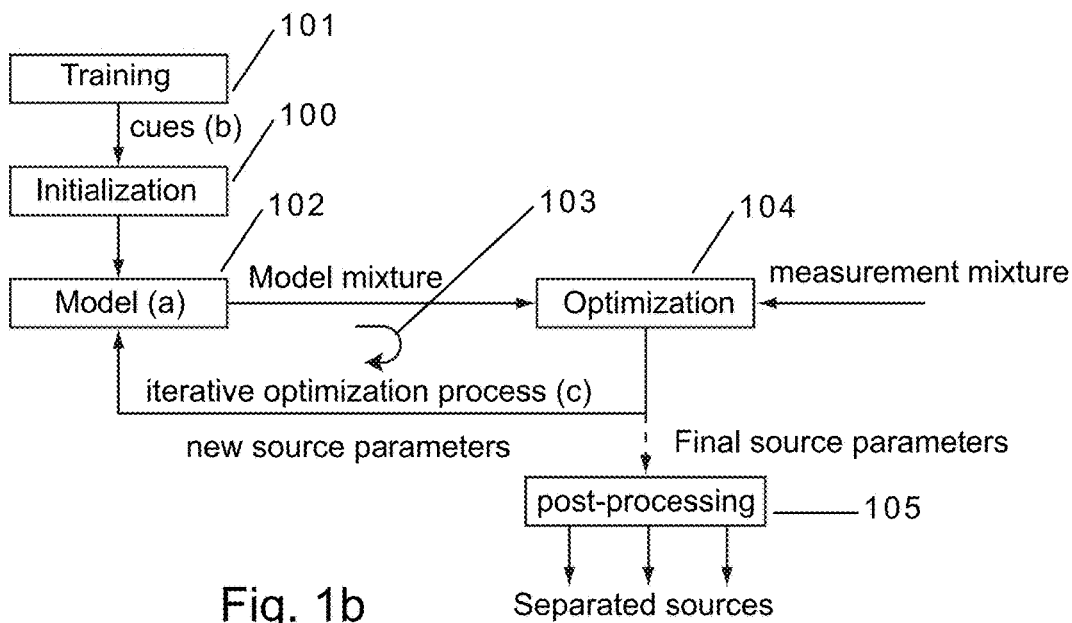 101
Training
cues (b)
100
Initialization
102
103
104
Model mixture
measurement mixture
Model (a)
Optimization
iterative optimization process (c)
new source parameters
Final source parameters
post-processing
105
Separated sources
Fig. 1b